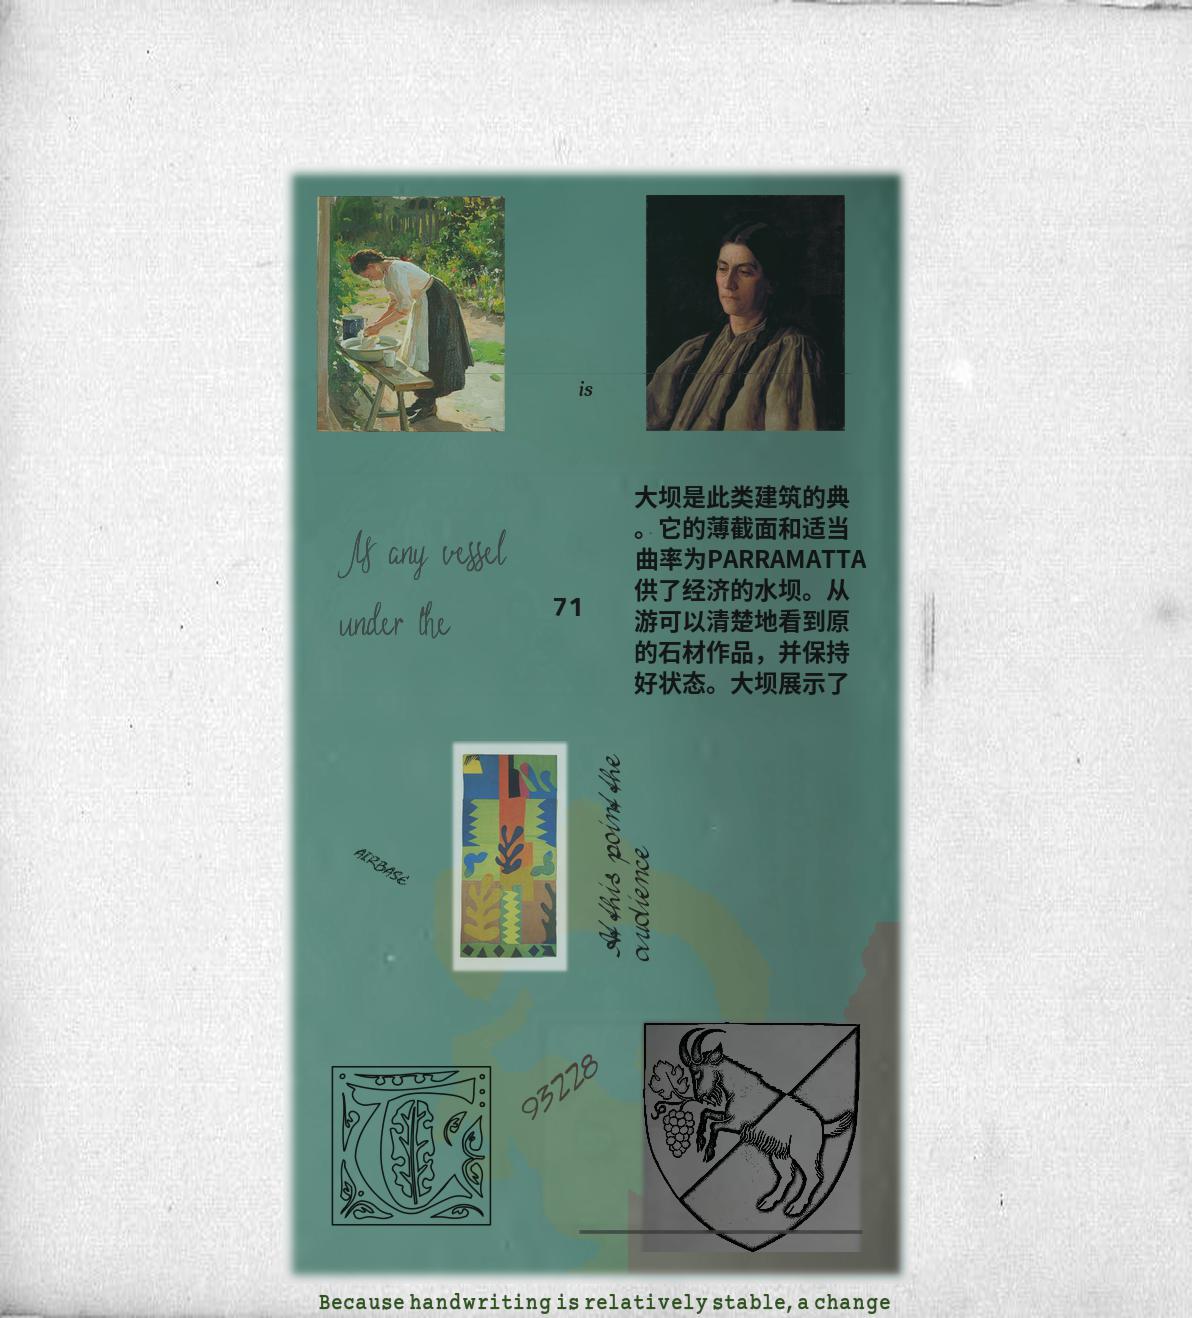 is
As any vessel
under the
71
大坝是此类建筑的典
。它的薄截面和适当
曲率为PARRAMATTA
供了经济的水坝。从
游可以清楚地看到原
的石材作品，并保持
好状态。大坝展示了
AIRBASE
At this point the
audience
93228
Because handwriting is relatively stable, a change